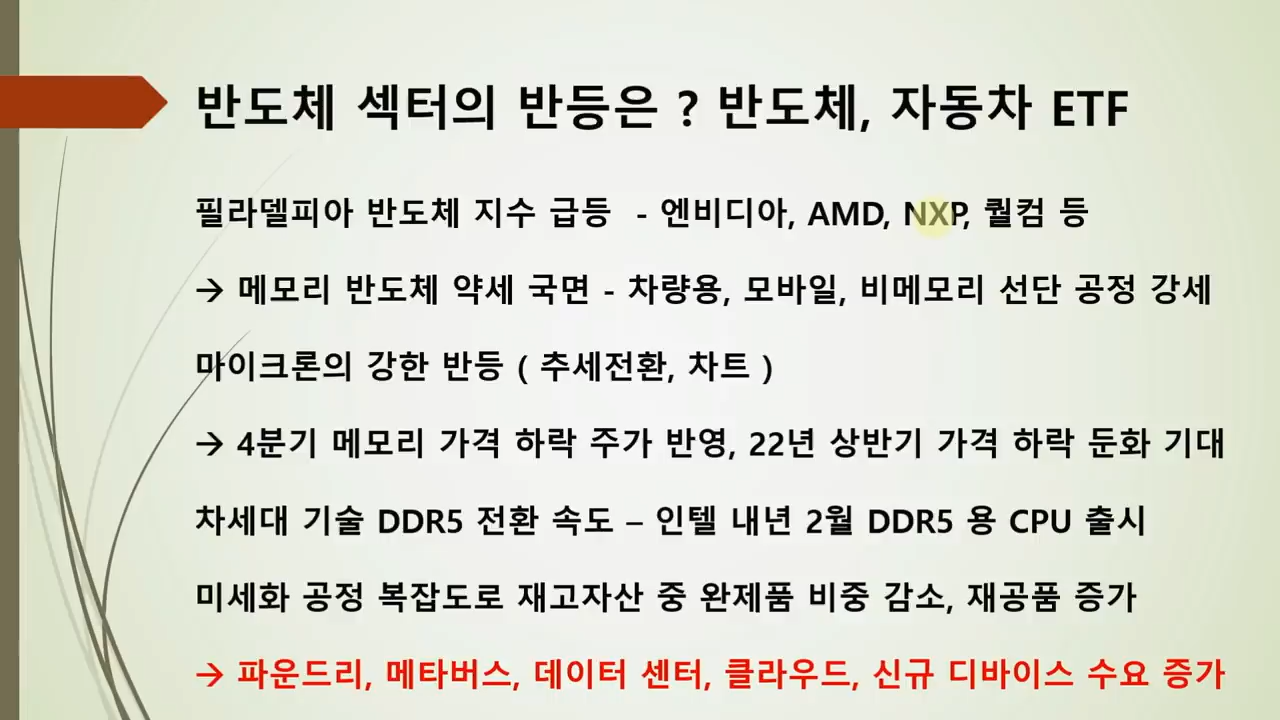 반도체 섹터의 반등은 ? 반도체, 자동차 ETF
필라델피아 반도체 지수 급등 - 엔비디아, AMD, NXP, 퀄컴 등
→ 메모리 반도체 약세 국면 - 차량용, 모바일, 비메모리 선단 공정 강세
마이크론의 강한 반등 ( 추세전환, 차트 )
→ 4분기 메모리 가격 하락 주가 반영, 22년 상반기 가격 하락 둔화 기대
차세대 기술 DDR5 전환 속도 – 인텔 내년 2월 DDR5 용 CPU 출시
미세화 공정 복잡도로 재고자산 중 완제품 비중 감소, 재공품 증가
→ 파운드리, 메타버스, 데이터 센터, 클라우드, 신규 디바이스 수요 증가